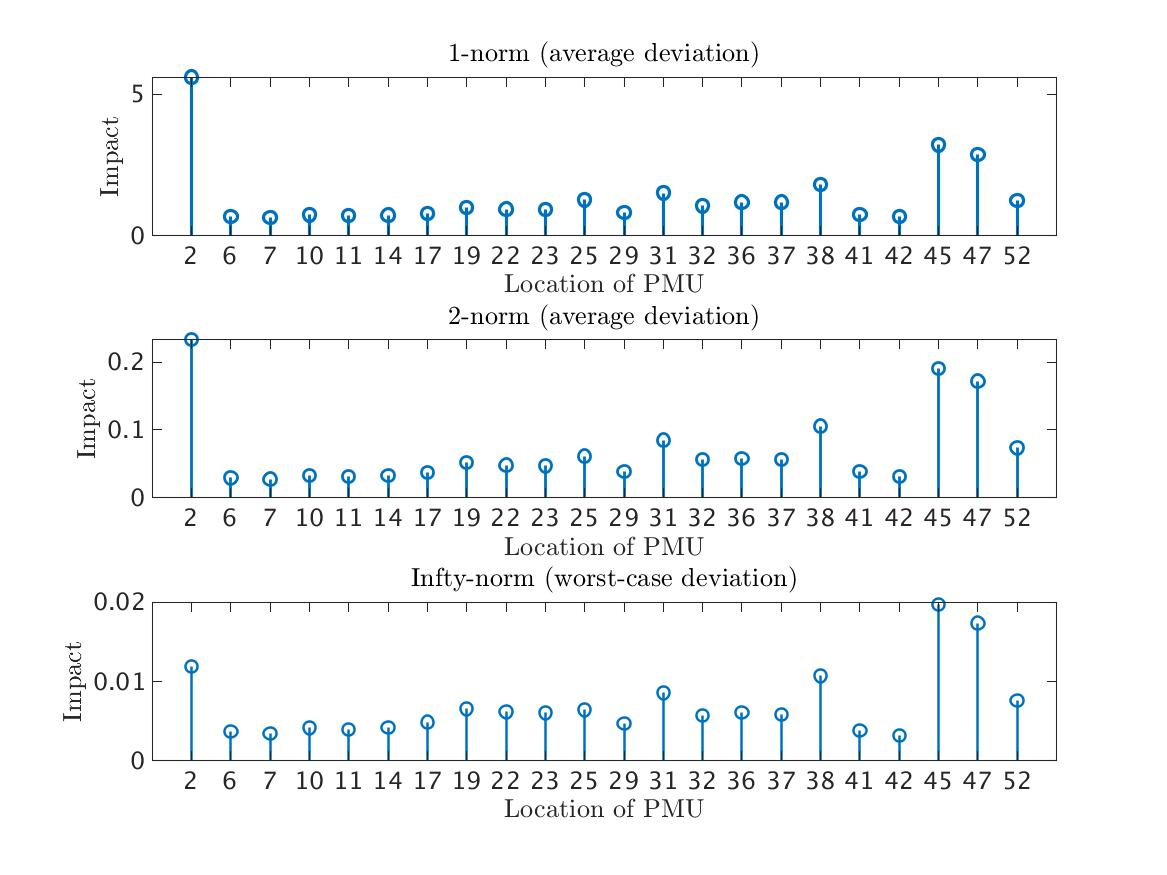 1-norm (average deviation)
5
0
Impact
2 6 7 10 11 14 17 19 22 23 25 29 31 32 36 37 38 41 42 45 47 52
Location of PMU
2-norm (average deviation)
0.2
0.1
0
Impact
2 6 7 10 11 14 17 19 22 23 25 29 31 32 36 37 38 41 42 45 47 52
Location of PMU
Infty-norm (worst-case deviation)
0.02
0.01
0
Impact
2 6 7 10 11 14 17 19 22 23 25 29 31 32 36 37 38 41 42 45 47 52
Location of PMU